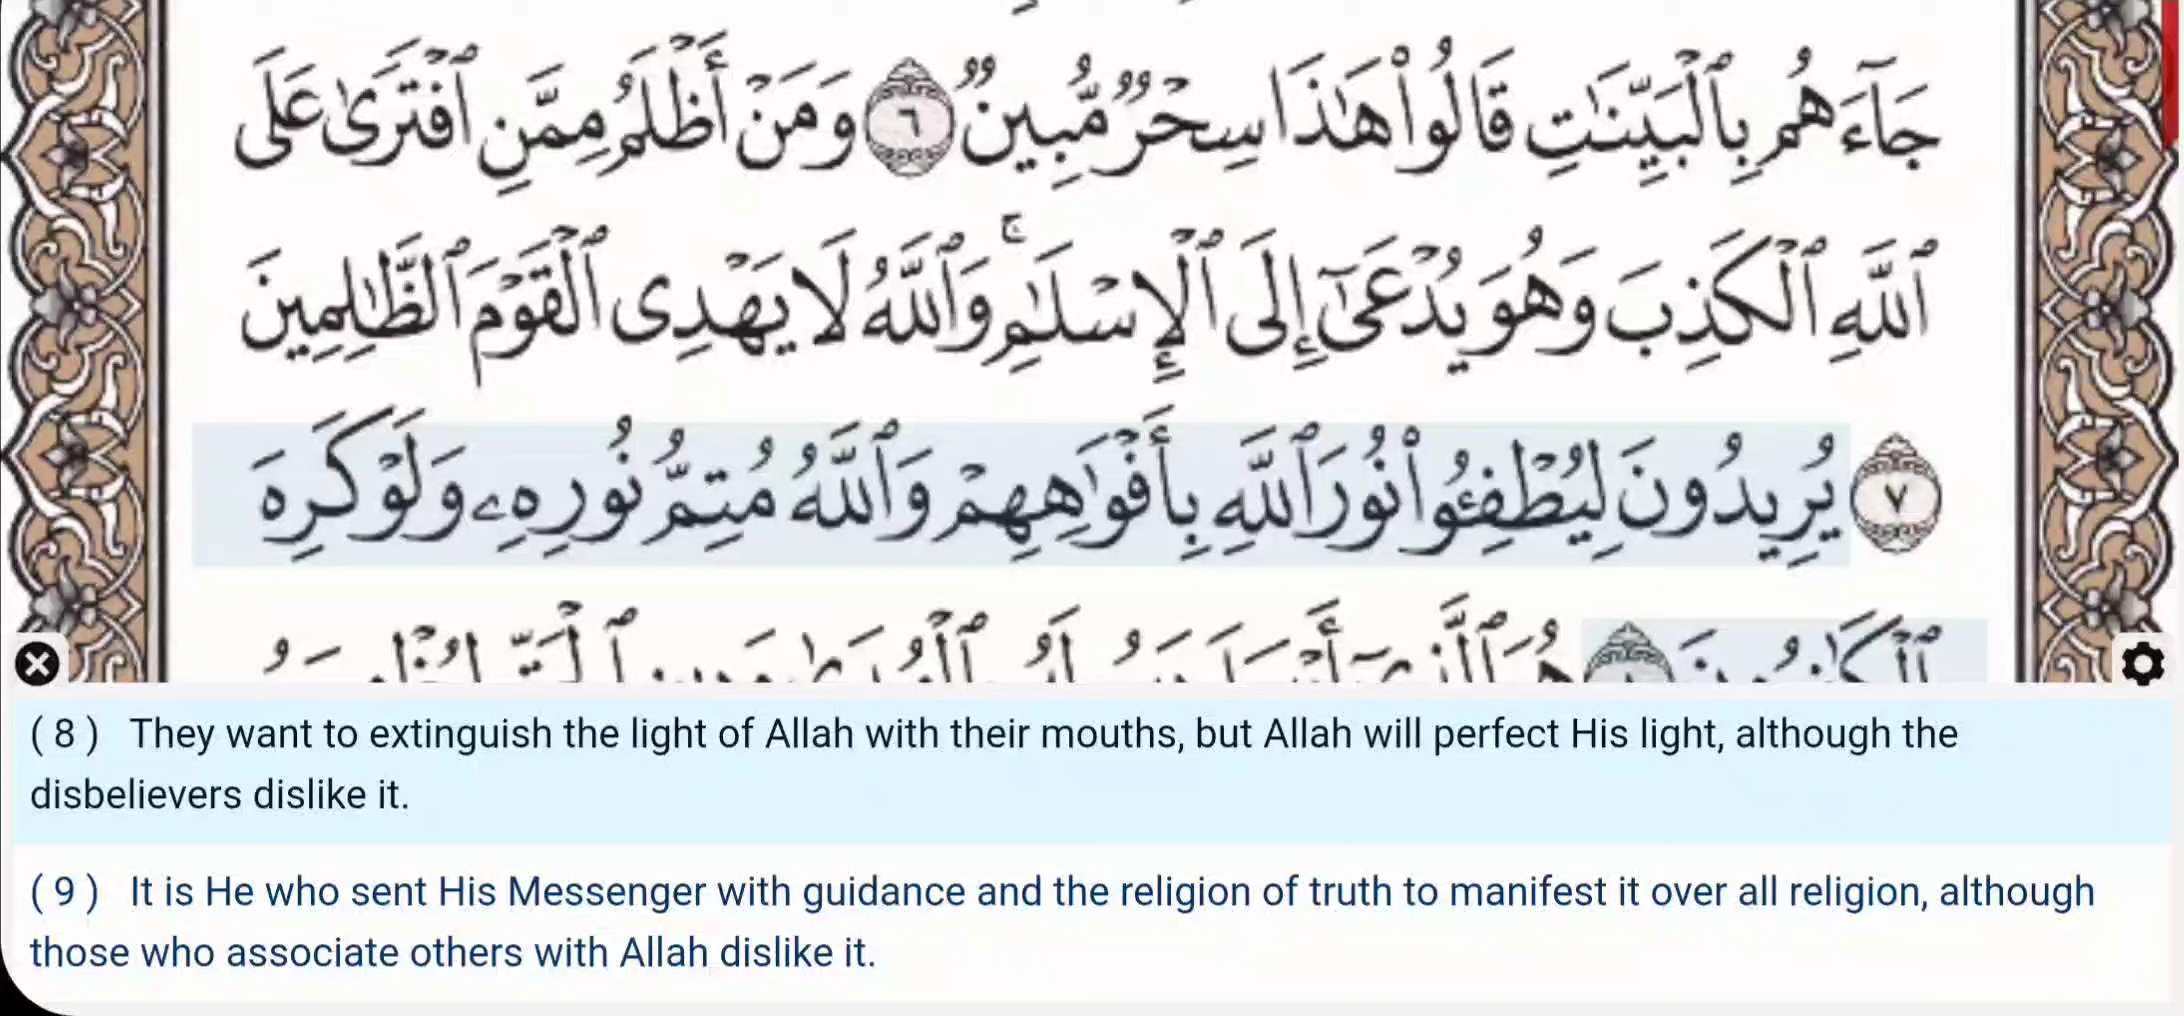 جَآءَهُم بِٱلْبَيِّنَٰتِ قَالُوا۟ هَٰذَا سِحْرٌ مُّبِينٌ ٦ وَمَنْ أَظْلَمُ مِمَّنِ ٱفْتَرَىٰ عَلَى
ٱللَّهِ ٱلْكَذِبَ وَهُوَ يُدْعَىٰٓ إِلَى ٱلْإِسْلَٰمِ ۚ وَٱللَّهُ لَا يَهْدِى ٱلْقَوْمَ ٱلظَّٰلِمِينَ
٧ يُرِيدُونَ لِيُطْفِـُٔوا۟ نُورَ ٱللَّهِ بِأَفْوَٰهِهِمْ وَٱللَّهُ مُتِمُّ نُورِهِۦ وَلَوْ كَرِهَ
( 8 ) They want to extinguish the light of Allah with their mouths, but Allah will perfect His light, although the
disbelievers dislike it.
( 9 ) It is He who sent His Messenger with guidance and the religion of truth to manifest it over all religion, although
those who associate others with Allah dislike it.